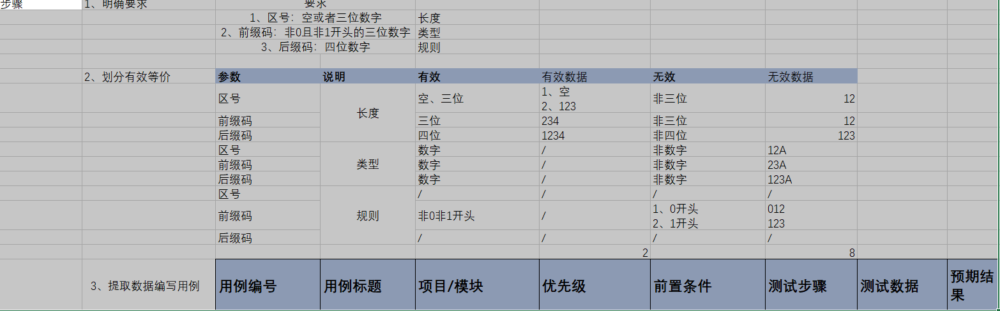 步骤 1、明确要求 要求
1、区号：空或者三位数字 长度
2、前缀码：非0且非1开头的三位数字 类型
3、后缀码：四位数字 规则
2、划分有效等价 参数 说明 有效 有效数据 无效 无效数据
区号 长度 空、三位 1、空 非三位 12
2、123
前缀码 三位 234 非三位 12
后缀码 四位 1234 非四位 123
区号 类型 数字 / 非数字 12A
前缀码 数字 / 非数字 23A
后缀码 数字 / 非数字 123A
区号 规则 / / / /
前缀码 非0非1开头 / 1、0开头 012
2、1开头 123
后缀码 / / / /
2 8
3、提取数据编写用例 用例编号 用例标题 项目/模块 优先级 前置条件 测试步骤 测试数据 预期结
果